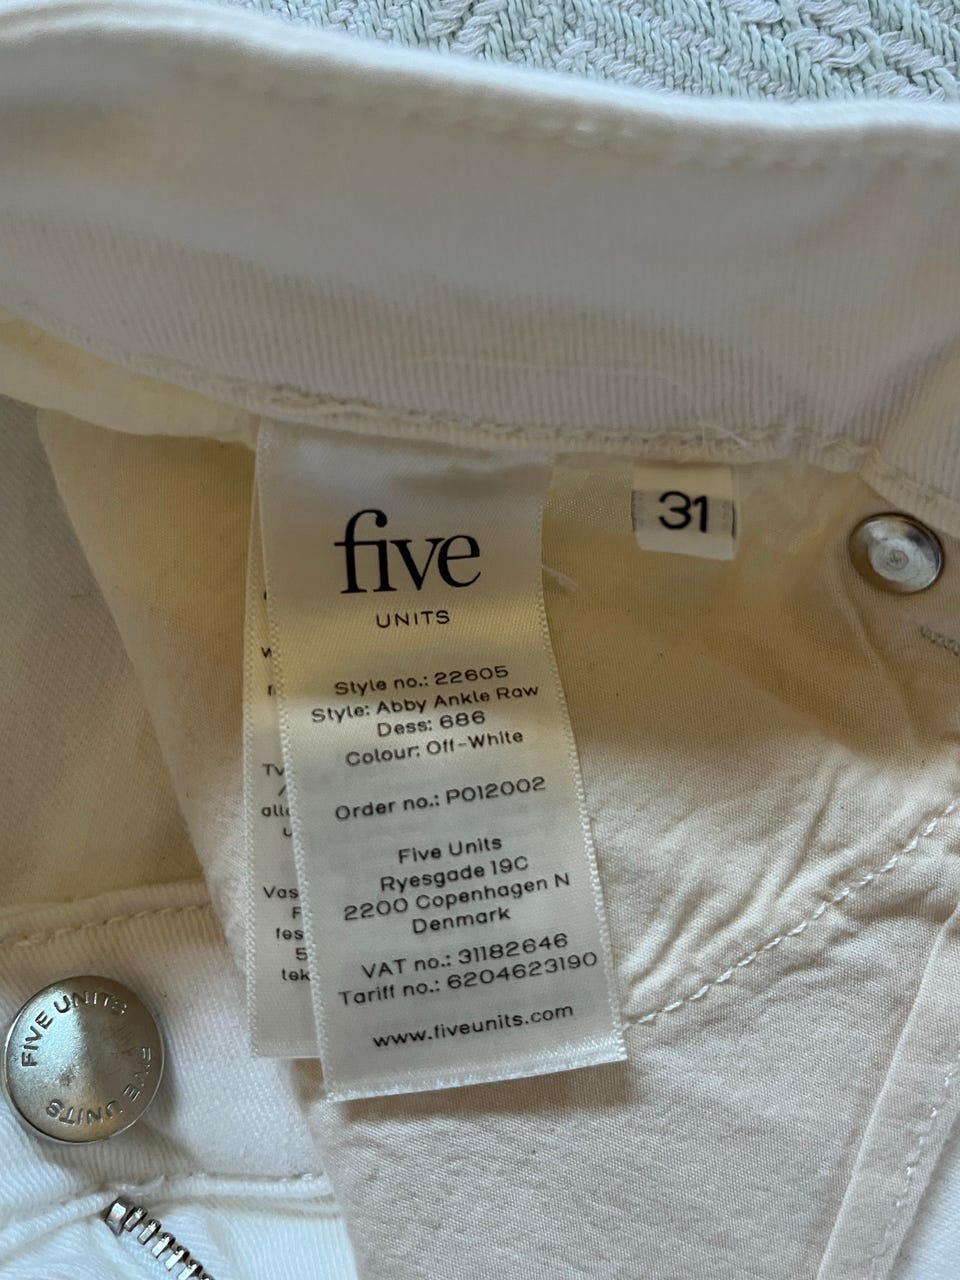 five
UNITS
Style no.: 22605
Style: Abby Ankle Raw
Dess: 686
Colour: Off-White
Order no.: PO12002
Five Units
Ryesgade 19C
2200 Copenhagen N
Denmark
VAT no.: 31182646
Tariff no.: 6204623190
www.fiveunits.com
31
FIVE UNITS
FIVE UNITS